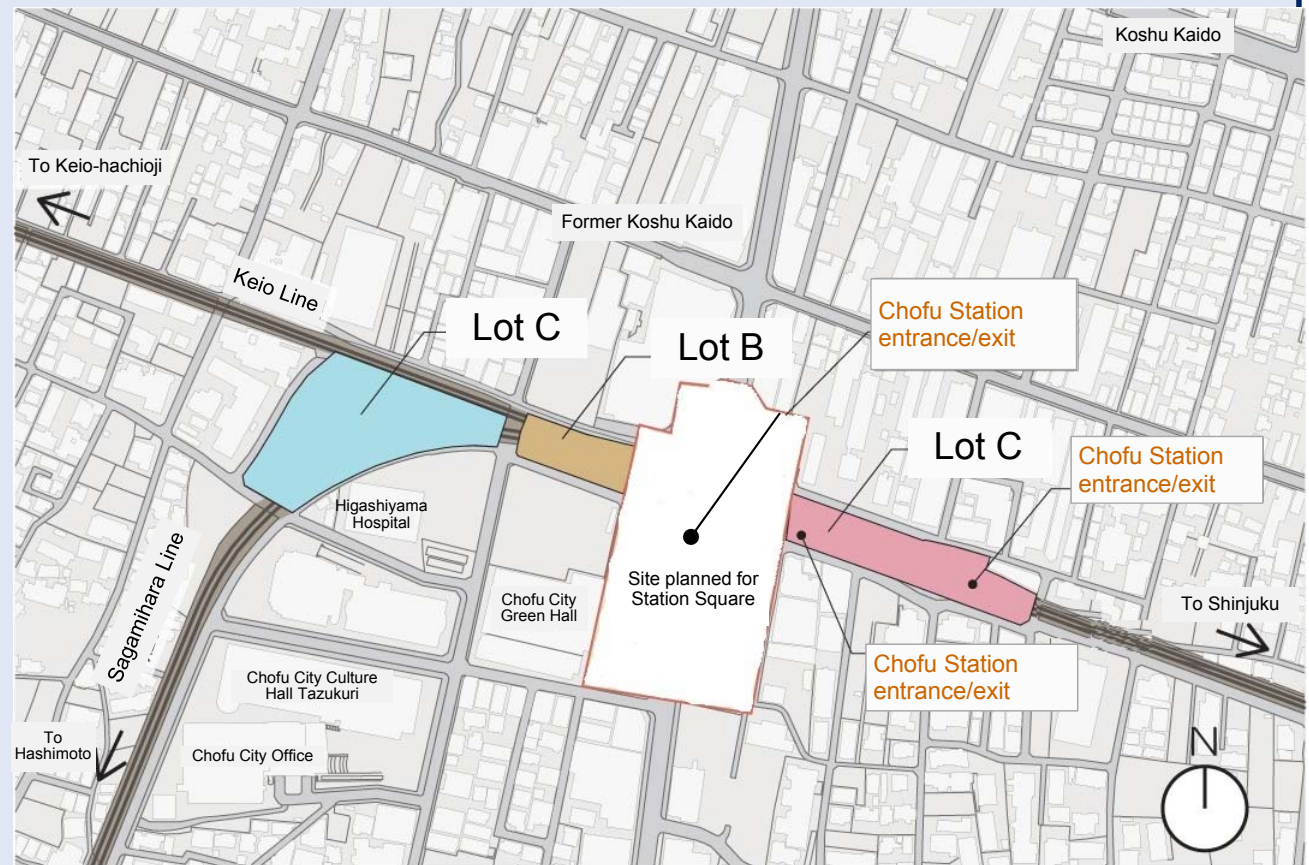 Koshu Kaido
To Keio-hachioji
Former Koshu Kaido
Keio Line
Chofu Station
entrance/exit
Lot C
Lot B
Lot C
Chofu Station
entrance/exit
Higashiyama
Hospital
Site planned for
Station Square
Chofu City
Green Hall
To Shinjuku
Sagamihara Line
Chofu Station
entrance/exit
Chofu City Culture
Hall Tazukuri
To
Hashimoto
Chofu City Office
N